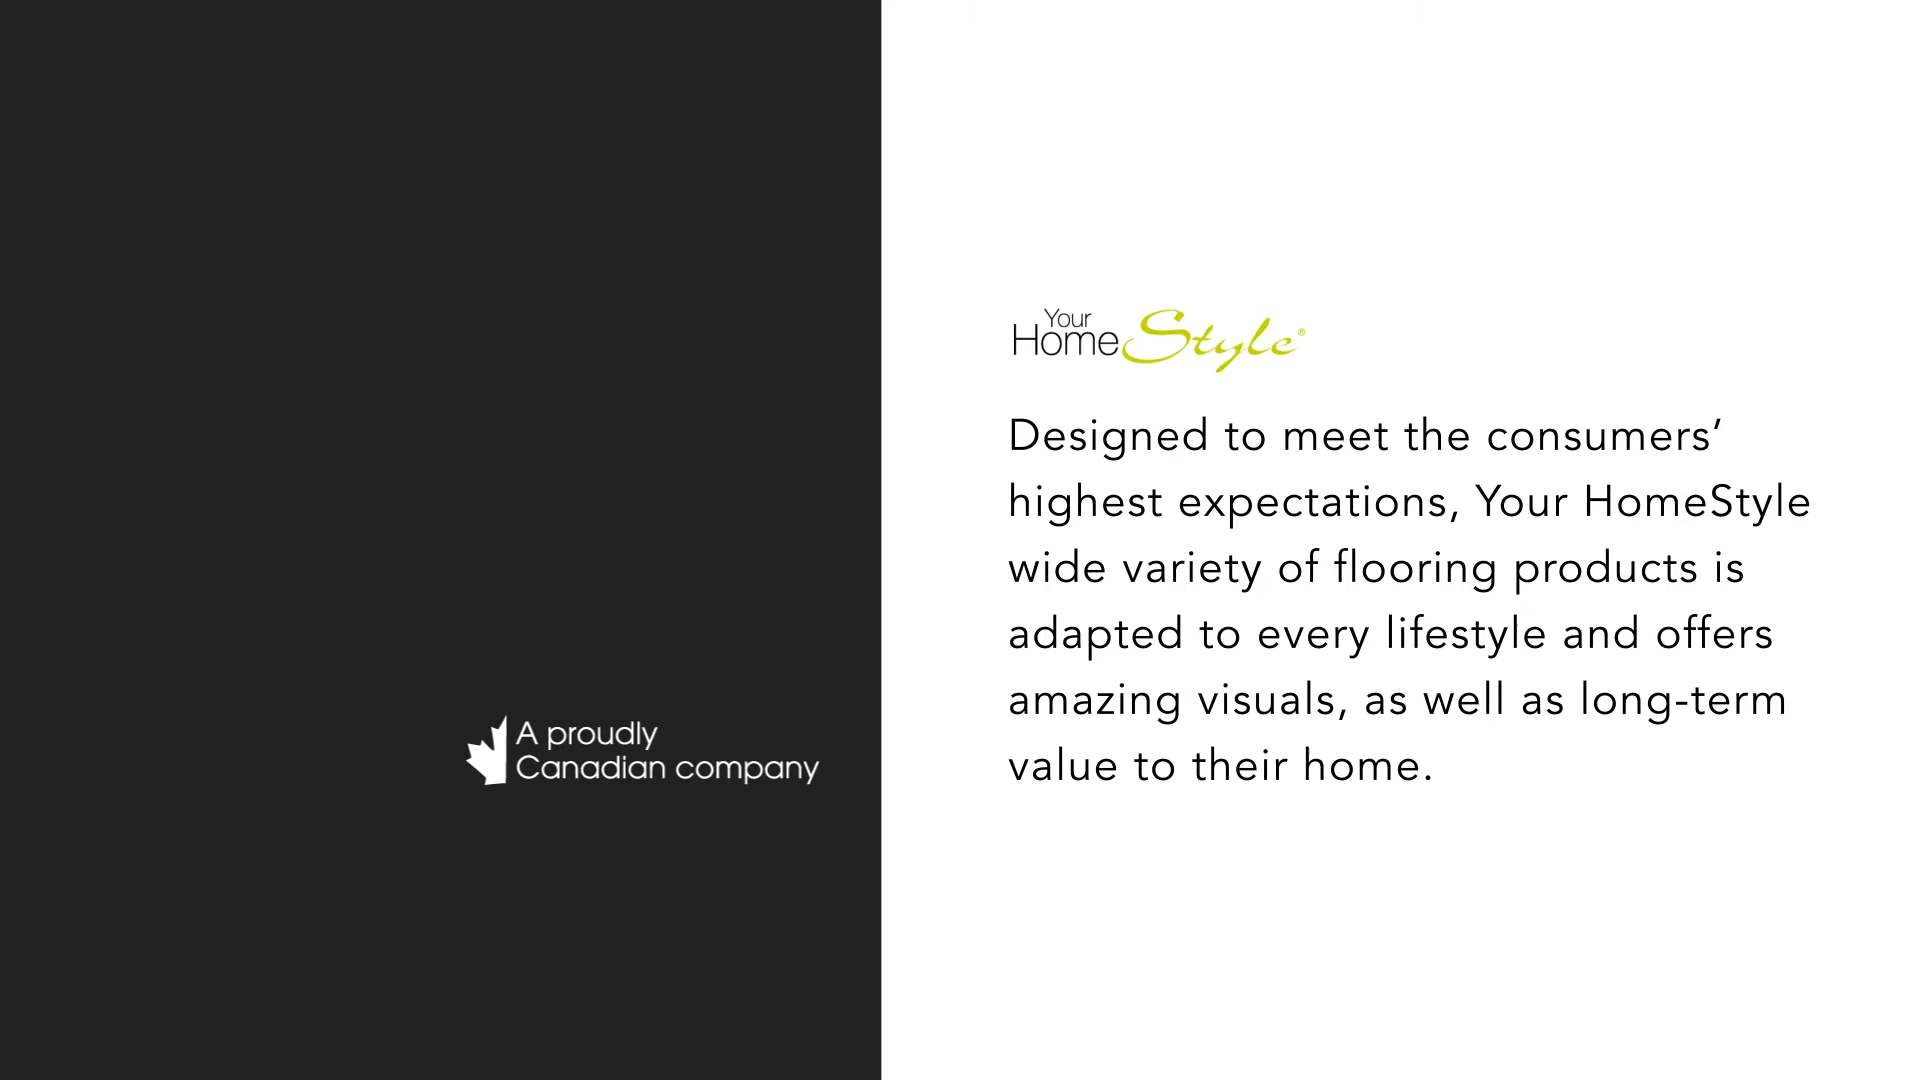 A proudly
Canadian company
Your
Home Style®
Designed to meet the consumers’
highest expectations, Your HomeStyle
wide variety of flooring products is
adapted to every lifestyle and offers
amazing visuals, as well as long-term
value to their home.